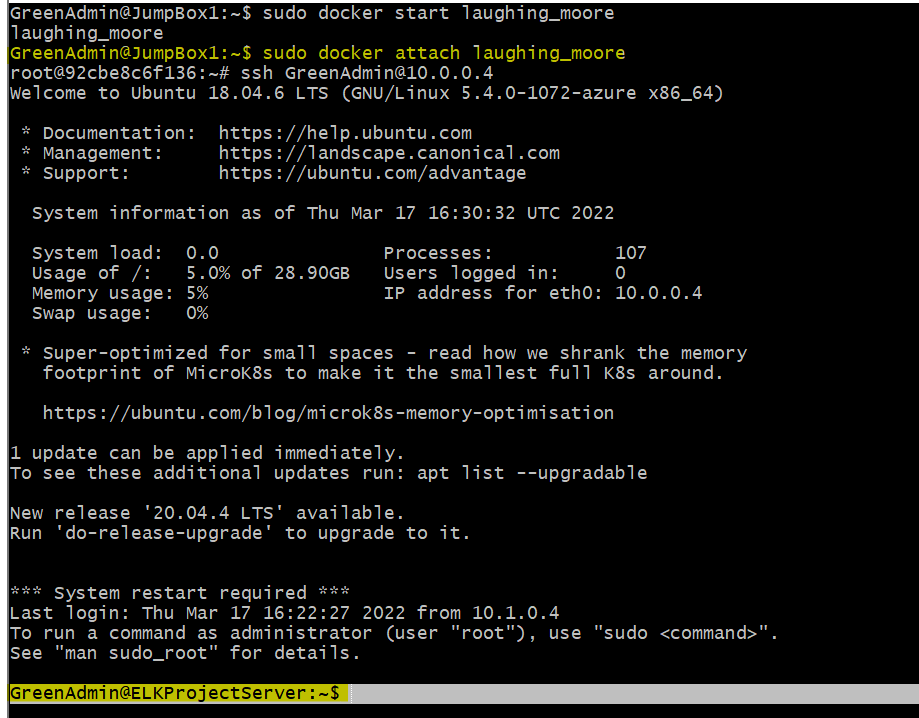 GreenAdmin@JumpBox1:~$ sudo docker start laughing_moore
laughing_moore
GreenAdmin@JumpBox1:~$ sudo docker attach laughing_moore
root@92cbe8c6f136:~# ssh GreenAdmin@10.0.0.4
Welcome to Ubuntu 18.04.6 LTS (GNU/Linux 5.4.0-1072-azure x86_64)

 * Documentation:  https://help.ubuntu.com
 * Management:     https://landscape.canonical.com
 * Support:        https://ubuntu.com/advantage

  System information as of Thu Mar 17 16:30:32 UTC 2022

  System load:  0.0               Processes:           107
  Usage of /:   5.0% of 28.90GB   Users logged in:     0
  Memory usage: 5%                IP address for eth0: 10.0.0.4
  Swap usage:   0%

 * Super-optimized for small spaces - read how we shrank the memory
   footprint of MicroK8s to make it the smallest full K8s around.

   https://ubuntu.com/blog/microk8s-memory-optimisation

1 update can be applied immediately.
To see these additional updates run: apt list --upgradable

New release '20.04.4 LTS' available.
Run 'do-release-upgrade' to upgrade to it.


*** System restart required ***
Last login: Thu Mar 17 16:22:27 2022 from 10.1.0.4
To run a command as administrator (user "root"), use "sudo <command>".
See "man sudo_root" for details.

GreenAdmin@ELKProjectServer:~$